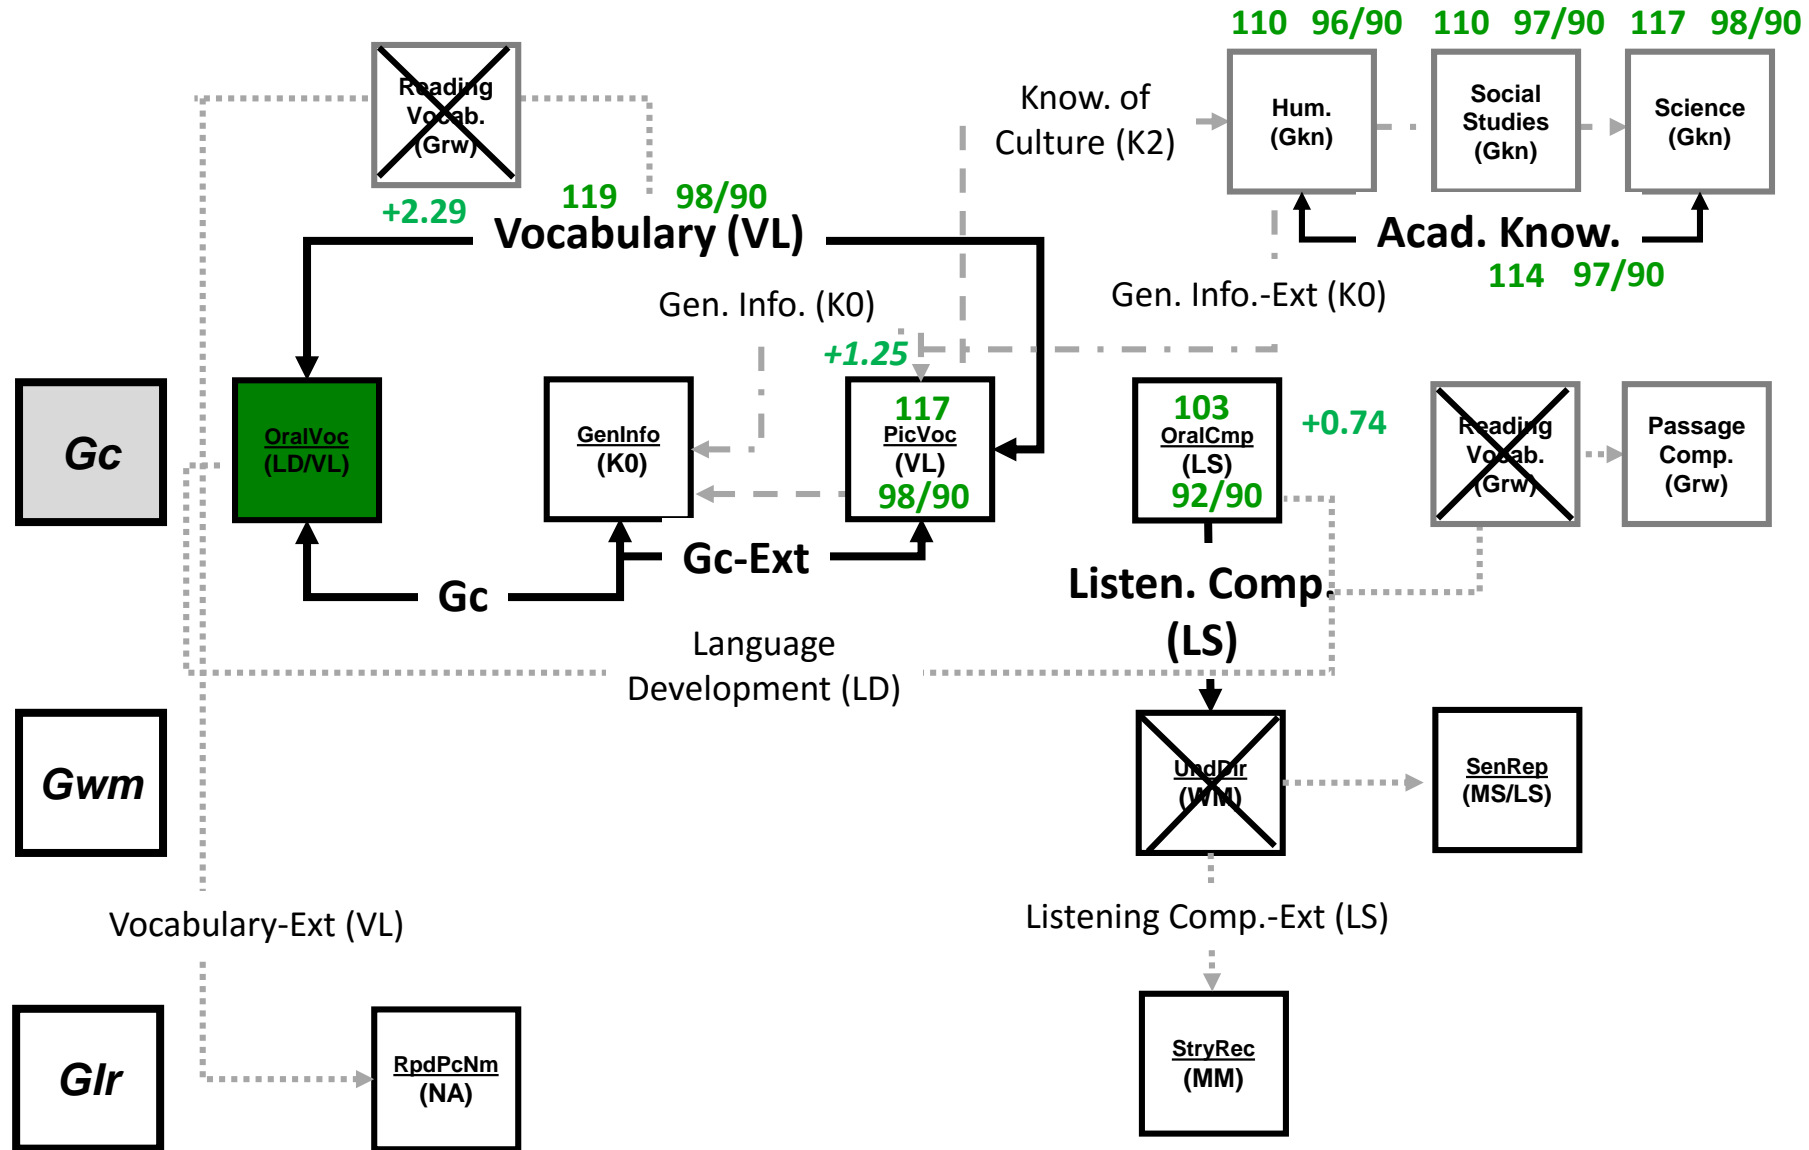 110 96/90 110 97/90 117 98/90
Reading
Vocab.
(Grw)
Know. of
Culture (K2)
Hum.
(Gkn)
Social
Studies
(Gkn)
Science
(Gkn)
+2.29
119 98/90
Vocabulary (VL)
Acad. Know.
114 97/90
Gen. Info. (K0)
Gen. Info.-Ext (K0)
+1.25
Gc
OralVoc
(LD/VL)
GenInfo
(K0)
117
PicVoc
(VL)
98/90
103
OralCmp
(LS)
92/90
+0.74
Reading
Vocab.
(Grw)
Passage
Comp.
(Grw)
Gc-Ext
Gc
Listen. Comp.
(LS)
Language
Development (LD)
Gwm
UndDir
(WM)
SenRep
(MS/LS)
Vocabulary-Ext (VL)
Listening Comp.-Ext (LS)
Glr
RpdPcNm
(NA)
StryRec
(MM)